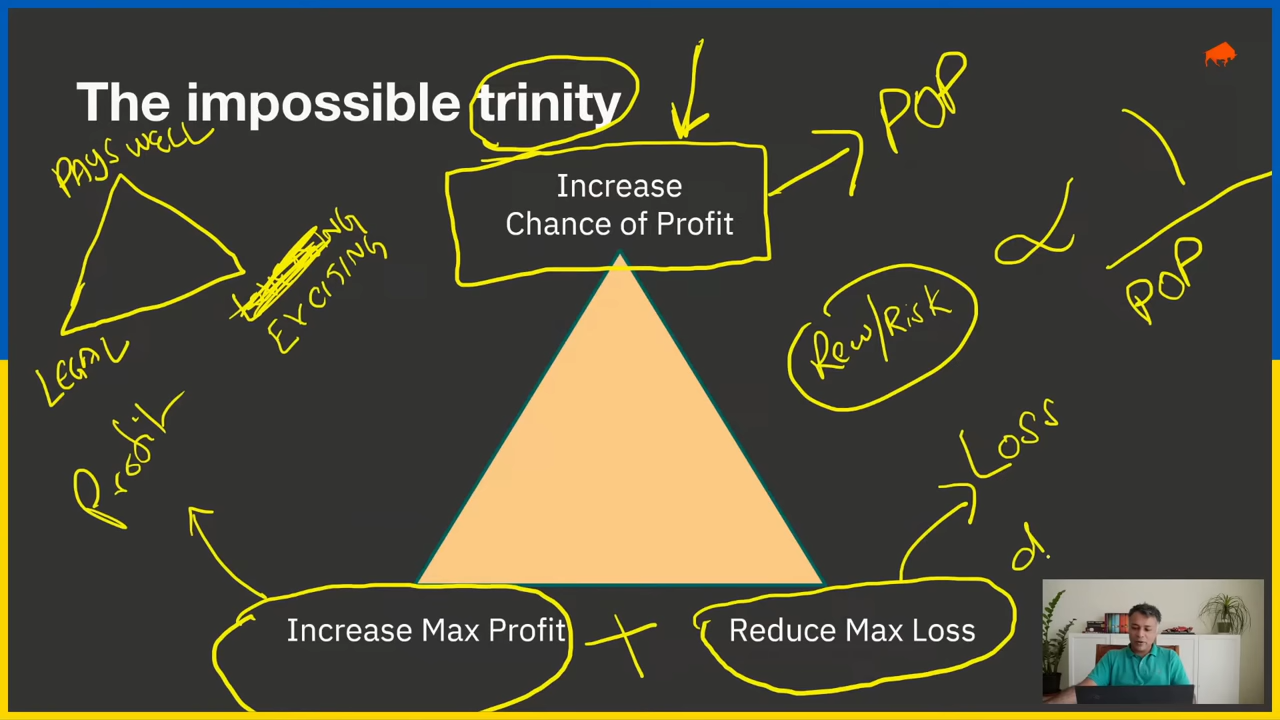 The impossible trinity
POP
PAYS WELL
Increase
Chance of Profit
EXCISING
POP
Rew/Risk
LEGAL
Profit
Loss
d.
Increase Max Profit
+
Reduce Max Loss